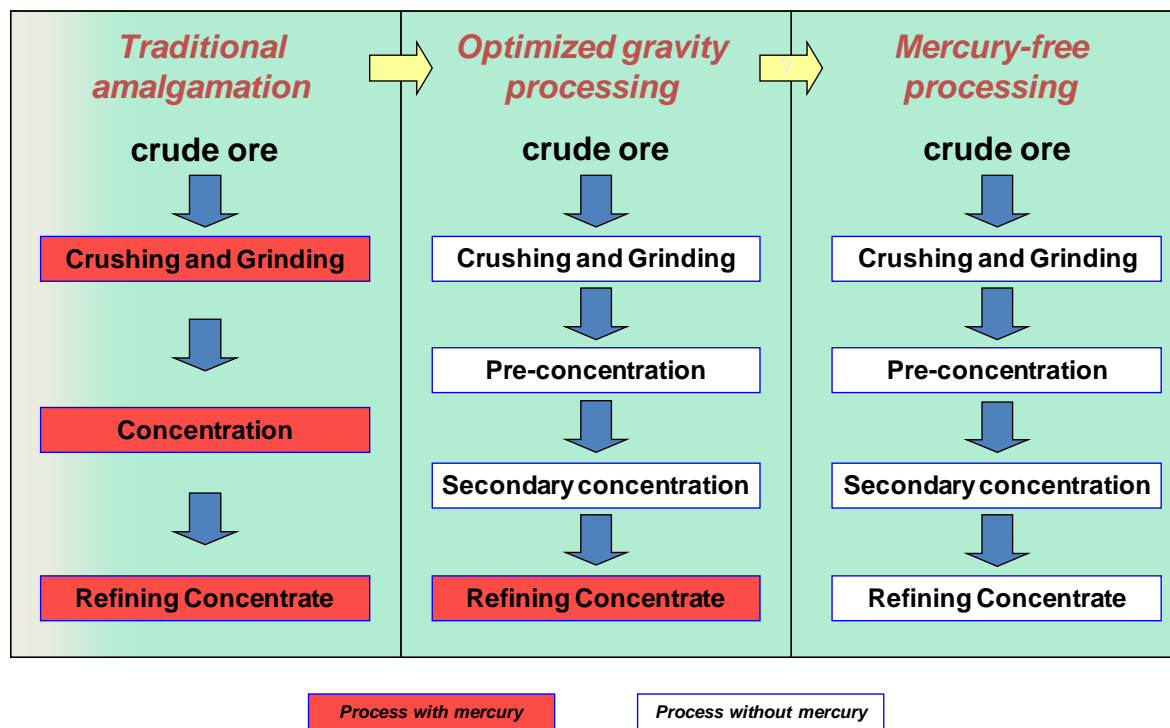 Traditional
amalgamation
crude ore
Crushing and Grinding
Concentration
Refining Concentrate
Optimized gravity
processing
crude ore
Crushing and Grinding
Pre-concentration
Secondary concentration
Refining Concentrate
?
Mercury-free
processing
crude ore
Crushing and Grinding
Pre-concentration
Secondary concentration
Refining Concentrate
Process with mercury
Process without mercury